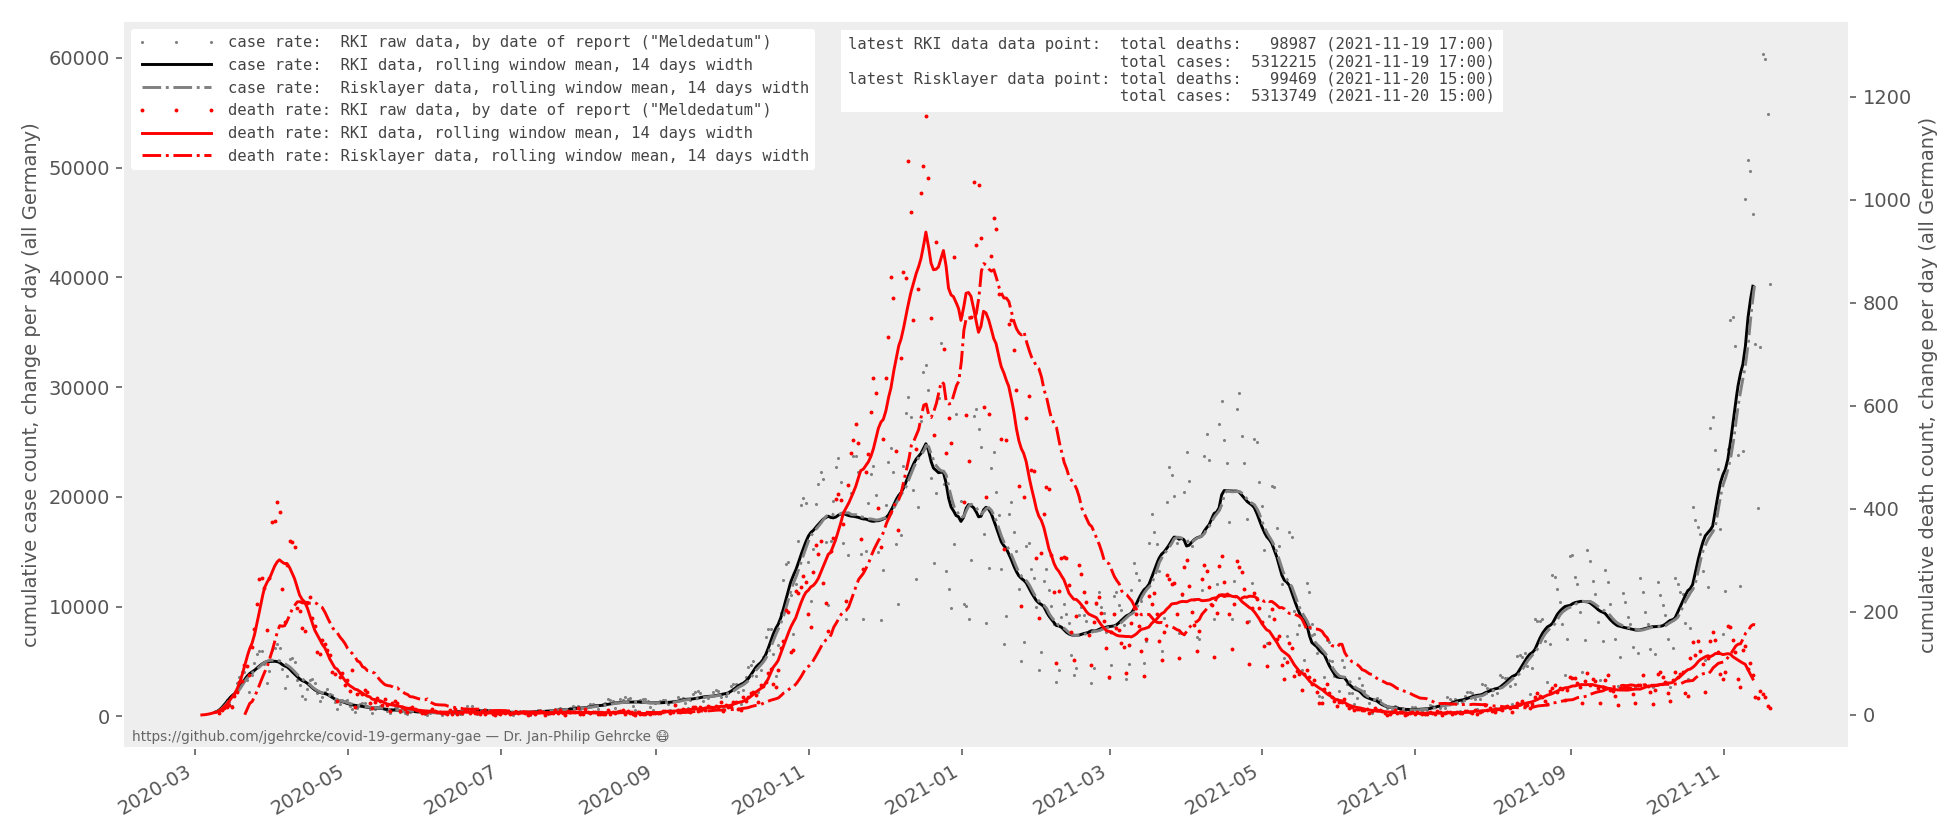 case rate:  RKI raw data, by date of report ("Meldedatum")
case rate:  RKI data, rolling window mean, 14 days width
case rate:  Risklayer data, rolling window mean, 14 days width
death rate: RKI raw data, by date of report ("Meldedatum")
death rate: RKI data, rolling window mean, 14 days width
death rate: Risklayer data, rolling window mean, 14 days width
latest RKI data data point:  total deaths:   98987 (2021-11-19 17:00)
total cases:  5312215 (2021-11-19 17:00)
latest Risklayer data point: total deaths:   99469 (2021-11-20 15:00)
total cases:  5313749 (2021-11-20 15:00)
cumulative case count, change per day (all Germany)
60000
50000
40000
30000
20000
10000
0
1200
1000
800
600
400
200
0
cumulative death count, change per day (all Germany)
https://github.com/jgehrcke/covid-19-germany-gae — Dr. Jan-Philip Gehrcke 😷
2020-03
2020-05
2020-07
2020-09
2020-11
2021-01
2021-03
2021-05
2021-07
2021-09
2021-11